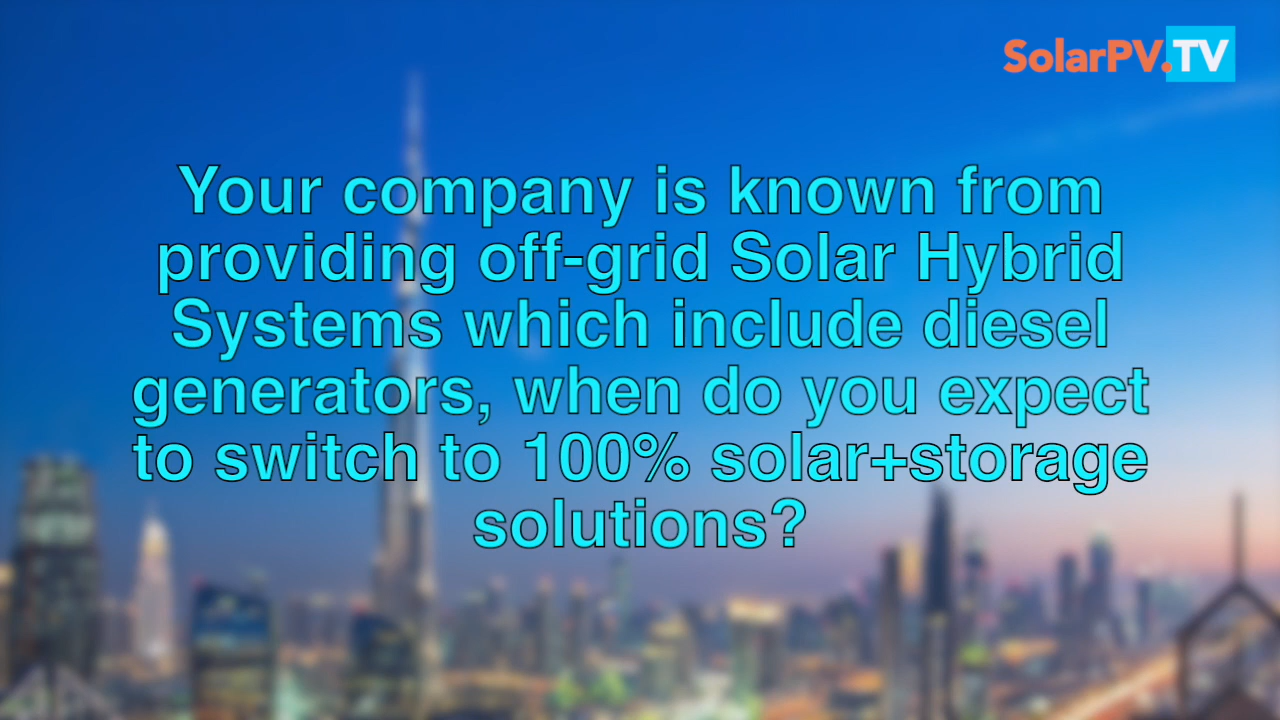 SolarPV.TV
Your company is known from
providing off-grid Solar Hybrid
Systems which include diesel
generators, when do you expect
to switch to 100% solar+storage
solutions?